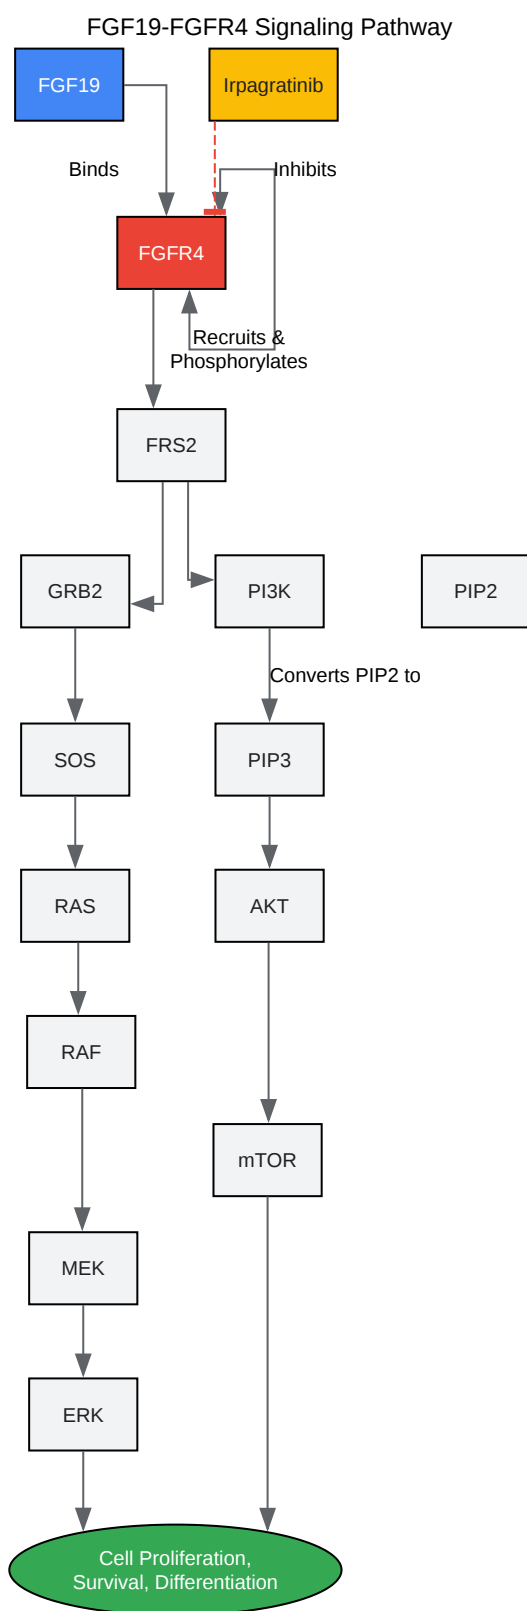 FGF19-FGFR4 Signaling Pathway
FGF19
Irpagratinib
Binds
Inhibits
FGFR4
Recruits &
Phosphorylates
FRS2
GRB2
PI3K
PIP2
Converts PIP2 to
SOS
PIP3
RAS
AKT
RAF
mTOR
MEK
ERK
Cell Proliferation,
Survival, Differentiation